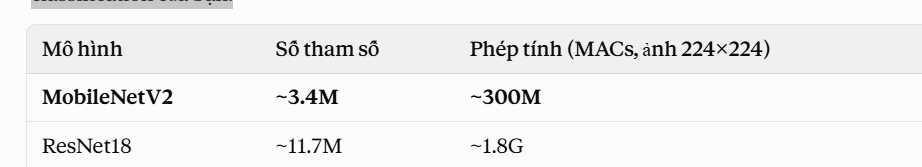 Mô hình Số tham số Phép tính (MACs, ảnh 224×224)
MobileNetV2 ~3.4M ~300M
ResNet18 ~11.7M ~1.8G